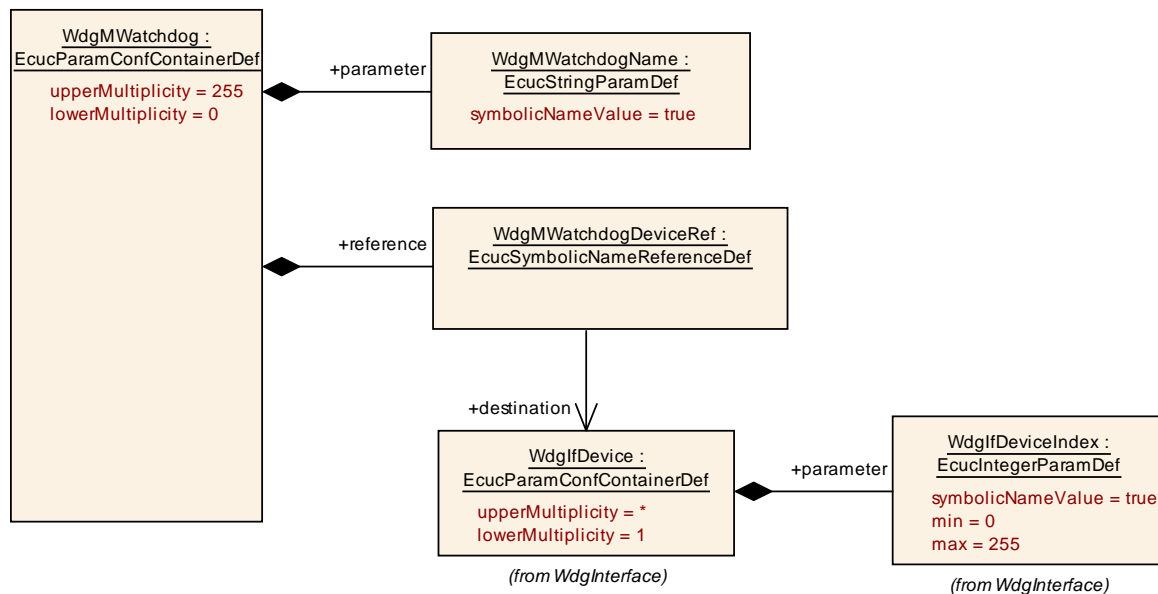 WdgMWatchdog :
EcucParamConfContainerDef
upperMultiplicity = 255
lowerMultiplicity = 0
+parameter
WdgMWatchdogName :
EcucStringParamDef
symbolicNameValue = true
+reference
WdgMWatchdogDeviceRef :
EcucSymbolicNameReferenceDef
+destination
WdgIfDevice :
EcucParamConfContainerDef
upperMultiplicity = *
lowerMultiplicity = 1
(from WdgInterface)
+parameter
WdgIfDeviceIndex :
EcucIntegerParamDef
symbolicNameValue = true
min = 0
max = 255
(from WdgInterface)